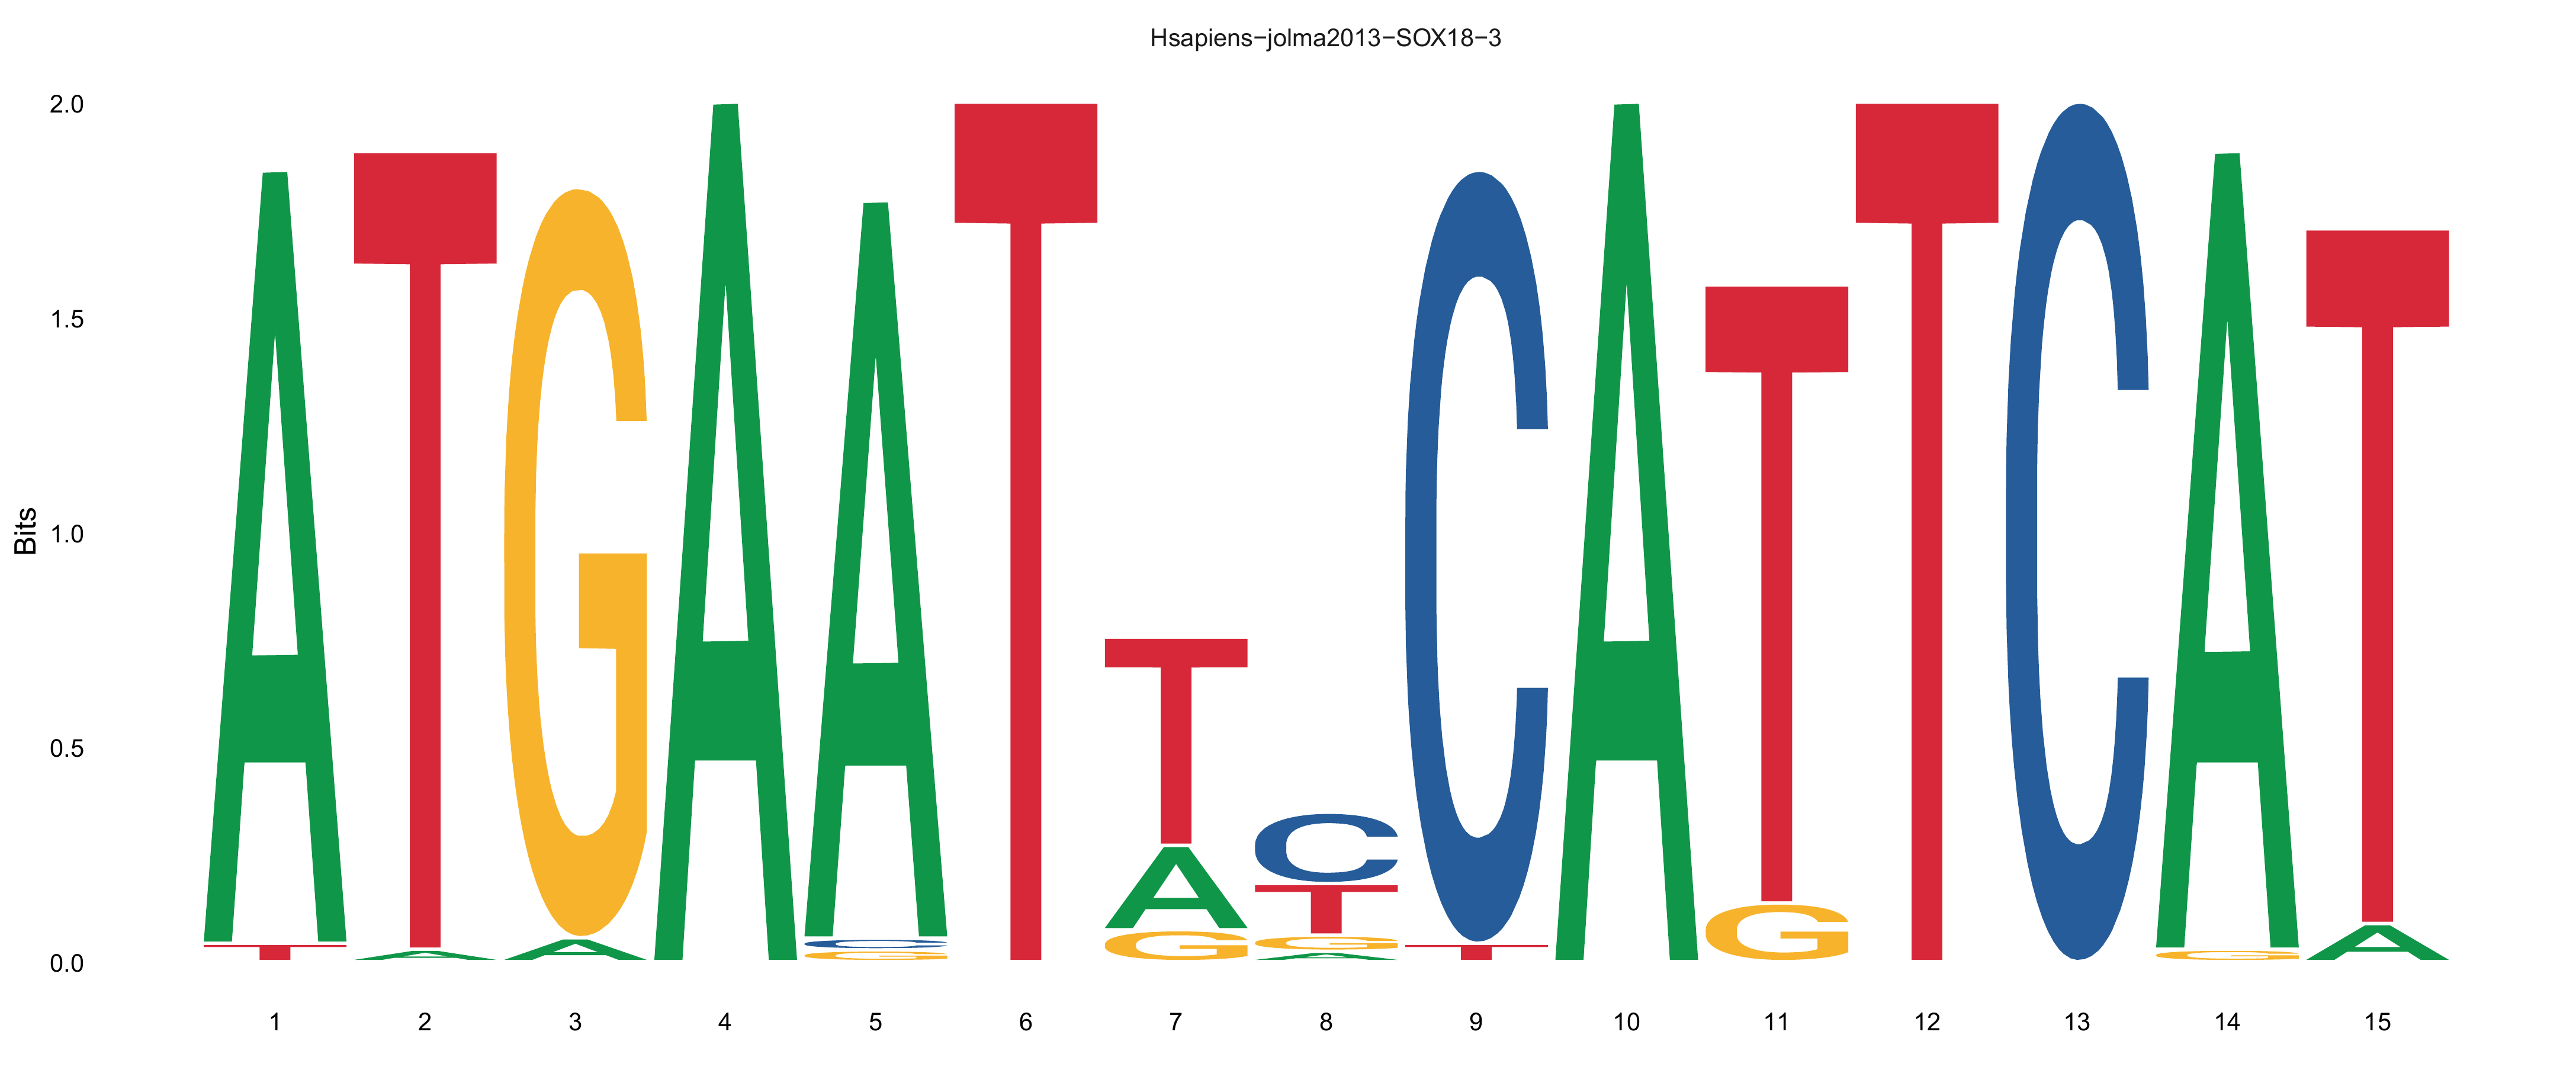 Hsapiens−jolma2013−SOX18−3
2.0
1.5
1.0
0.5
0.0
Bits
A T G A A T T C C A T T C A T
T A A C A T T G G A
G G G
A
1 2 3 4 5 6 7 8 9 10 11 12 13 14 15